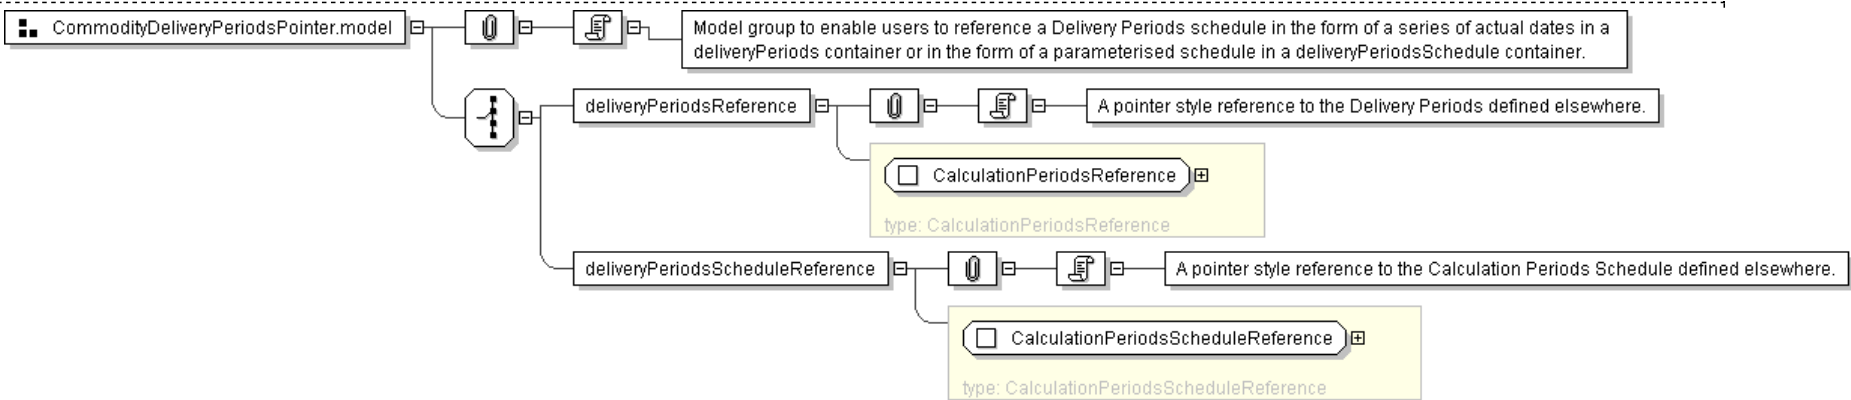 CommodityDeliveryPeriodsPointer.model
Model group to enable users to reference a Delivery Periods schedule in the form of a series of actual dates in a
deliveryPeriods container or in the form of a parameterised schedule in a deliveryPeriodsSchedule container.
deliveryPeriodsReference
A pointer style reference to the Delivery Periods defined elsewhere.
CalculationPeriodsReference
type: CalculationPeriodsReference
deliveryPeriodsScheduleReference
A pointer style reference to the Calculation Periods Schedule defined elsewhere.
CalculationPeriodsScheduleReference
type: CalculationPeriodsScheduleReference